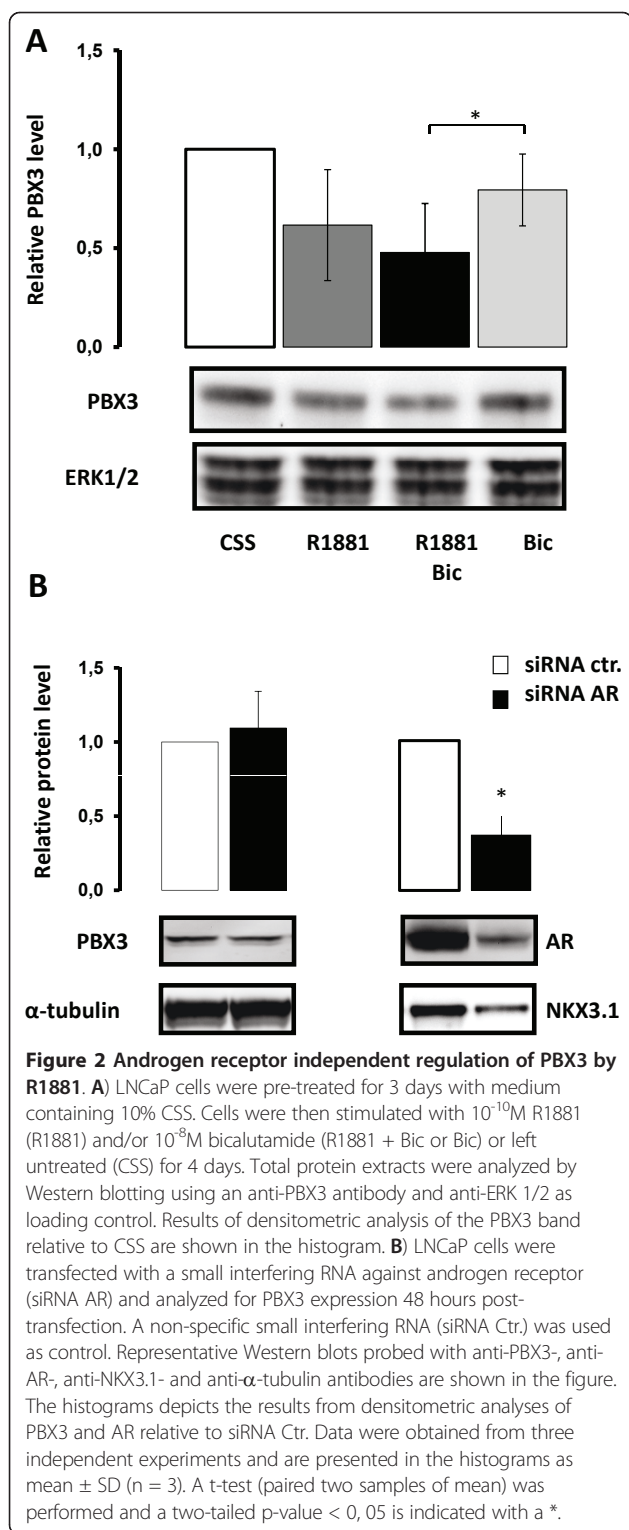 A
1,5
1,0
0,5
0,0
Relative PBX3 level
*
PBX3
ERK1/2
CSS R1881 R1881 Bic
Bic
B
1,5
1,0
0,5
0,0
Relative protein level
siRNA ctr.
siRNA AR
*
PBX3 AR
α-tubulin NKX3.1
Figure 2 Androgen receptor independent regulation of PBX3 by
R1881. A) LNCaP cells were pre-treated for 3 days with medium
containing 10% CSS. Cells were then stimulated with 10⁻¹⁰M R1881
(R1881) and/or 10⁻⁸M bicalutamide (R1881 + Bic or Bic) or left
untreated (CSS) for 4 days. Total protein extracts were analyzed by
Western blotting using an anti-PBX3 antibody and anti-ERK 1/2 as
loading control. Results of densitometric analysis of the PBX3 band
relative to CSS are shown in the histogram. B) LNCaP cells were
transfected with a small interfering RNA against androgen receptor
(siRNA AR) and analyzed for PBX3 expression 48 hours post-
transfection. A non-specific small interfering RNA (siRNA Ctr.) was used
as control. Representative Western blots probed with anti-PBX3-, anti-
AR-, anti-NKX3.1- and anti-α-tubulin antibodies are shown in the figure.
The histograms depicts the results from densitometric analyses of
PBX3 and AR relative to siRNA Ctr. Data were obtained from three
independent experiments and are presented in the histograms as
mean ± SD (n = 3). A t-test (paired two samples of mean) was
performed and a two-tailed p-value < 0, 05 is indicated with a *.